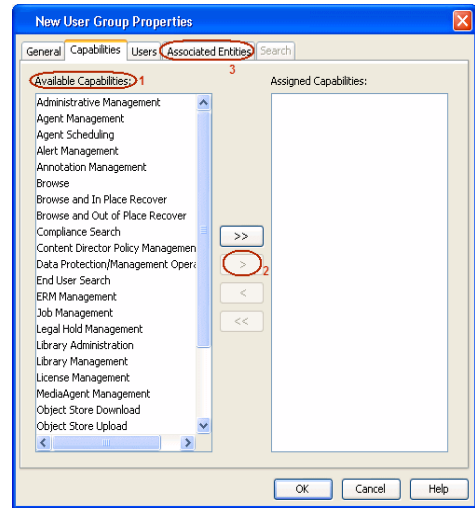 New User Group Properties
General Capabilities Users Associated Entities Search
3
Available Capabilities: 1
Assigned Capabilities:
Administrative Management
Agent Management
Agent Scheduling
Alert Management
Annotation Management
Browse
Browse and In Place Recover
Browse and Out of Place Recover
Compliance Search
>>
Content Director Policy Managemen
Data Protection/Management Opera
> 2
End User Search
ERM Management
<
Job Management
<<
Legal Hold Management
Library Administration
Library Management
License Management
MediaAgent Management
Object Store Download
Object Store Upload
OK Cancel Help